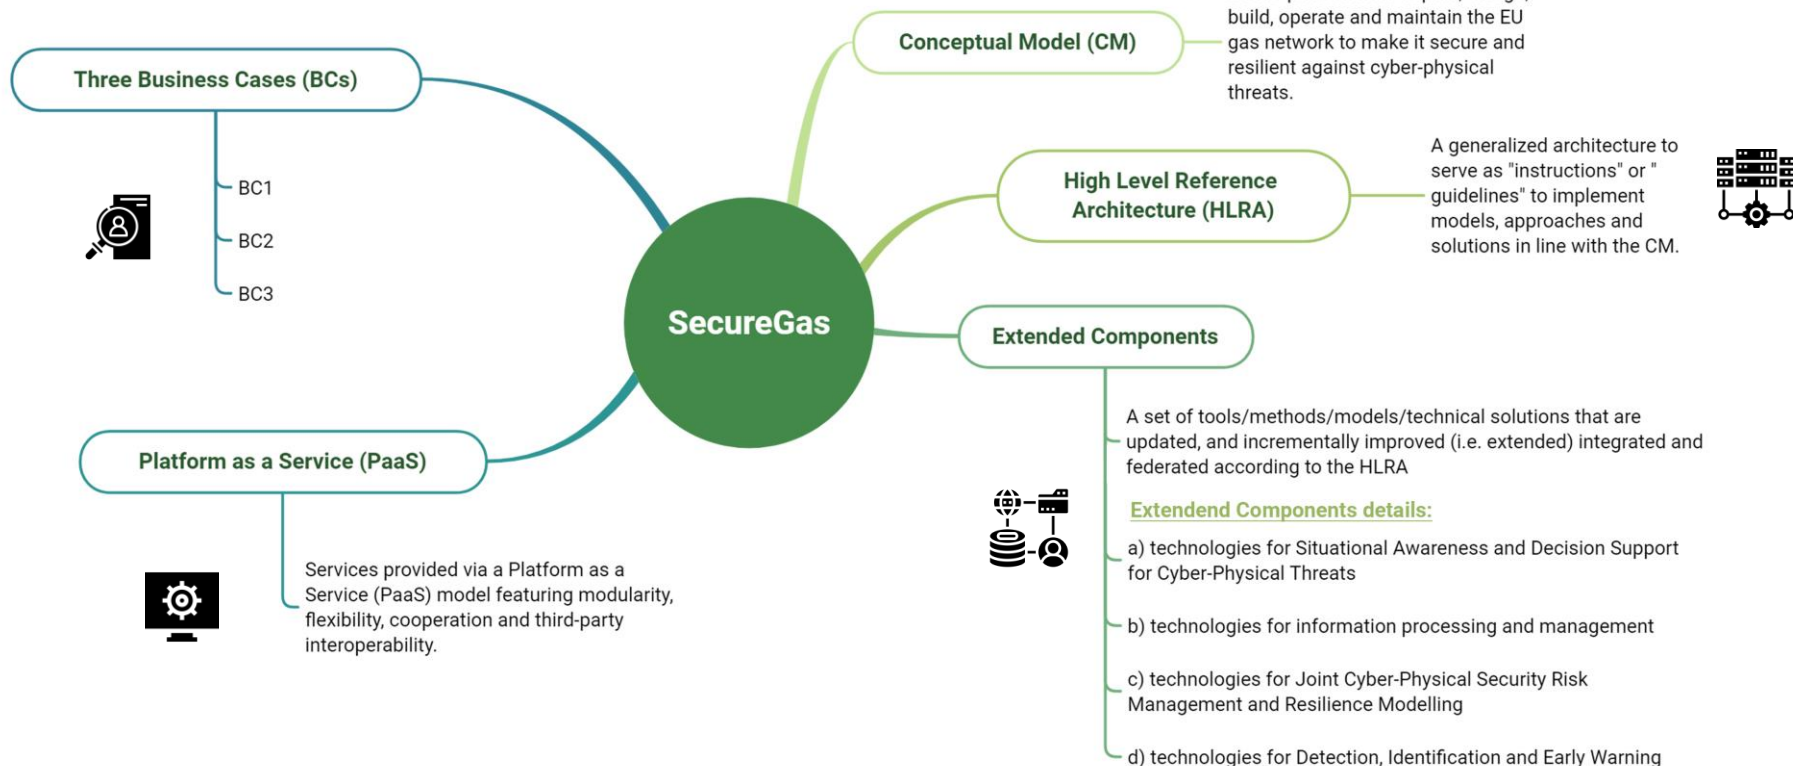 Conceptual Model (CM)
build, operate and maintain the EU
gas network to make it secure and
resilient against cyber-physical
threats.
Three Business Cases (BCs)
BC1
BC2
BC3
High Level Reference
Architecture (HLRA)
A generalized architecture to
serve as "instructions" or "
guidelines" to implement
models, approaches and
solutions in line with the CM.
SecureGas
Extended Components
A set of tools/methods/models/technical solutions that are
updated, and incrementally improved (i.e. extended) integrated and
federated according to the HLRA
Extendend Components details:
a) technologies for Situational Awareness and Decision Support
for Cyber-Physical Threats
b) technologies for information processing and management
c) technologies for Joint Cyber-Physical Security Risk
Management and Resilience Modelling
d) technologies for Detection, Identification and Early Warning
Platform as a Service (PaaS)
Services provided via a Platform as a
Service (PaaS) model featuring modularity,
flexibility, cooperation and third-party
interoperability.